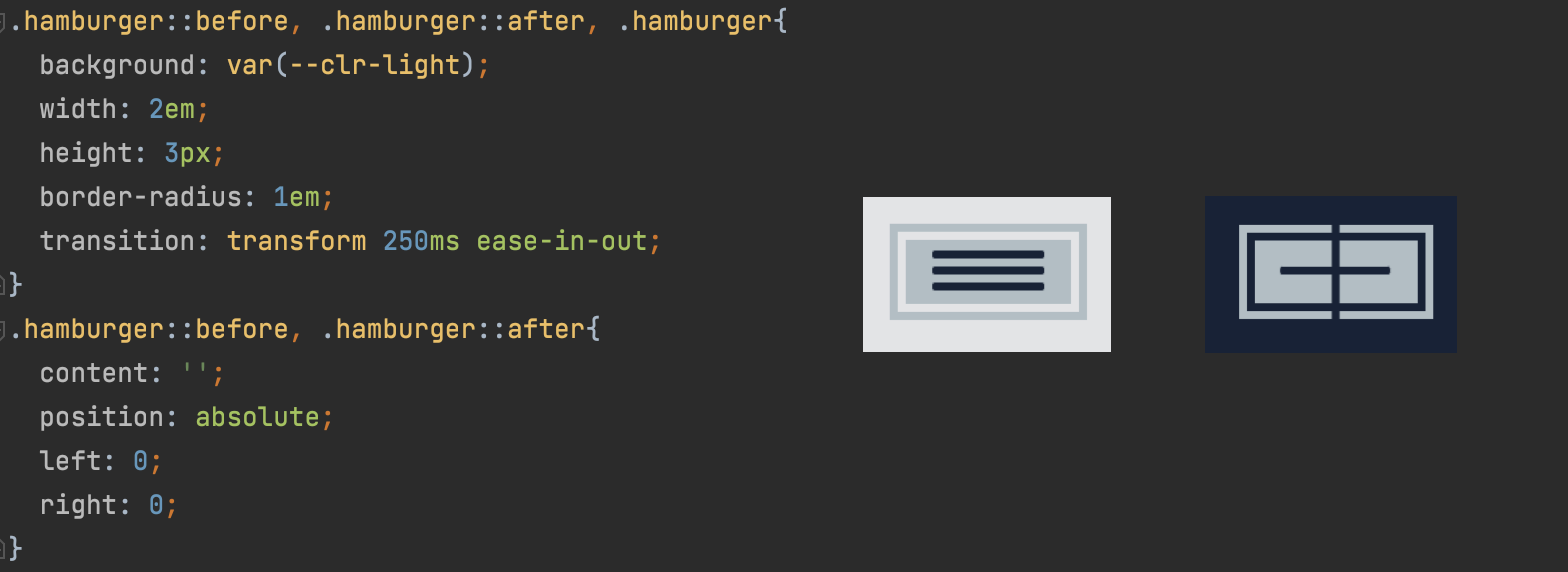 .hamburger::before, .hamburger::after, .hamburger{
background: var(--clr-light);
width: 2em;
height: 3px;
border-radius: 1em;
transition: transform 250ms ease-in-out;
}
.hamburger::before, .hamburger::after{
content: '';
position: absolute;
left: 0;
right: 0;
}